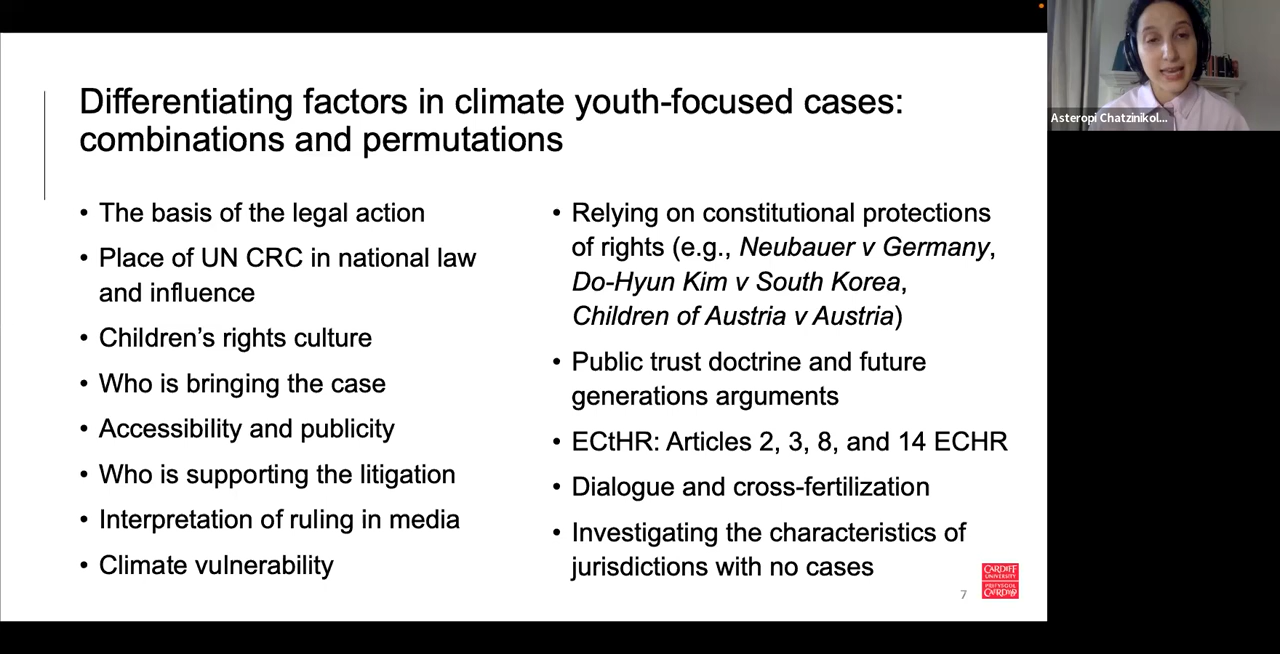 Differentiating factors in climate youth-focused cases:
combinations and permutations
• The basis of the legal action
• Place of UN CRC in national law
and influence
• Children’s rights culture
• Who is bringing the case
• Accessibility and publicity
• Who is supporting the litigation
• Interpretation of ruling in media
• Climate vulnerability
• Relying on constitutional protections
of rights (e.g., Neubauer v Germany,
Do-Hyun Kim v South Korea,
Children of Austria v Austria)
• Public trust doctrine and future
generations arguments
• ECtHR: Articles 2, 3, 8, and 14 ECHR
• Dialogue and cross-fertilization
• Investigating the characteristics of
jurisdictions with no cases
7
CARDIFF
UNIVERSITY
PRIFYSGOL
CAERDYDD
Asteropi Chatzinikol...